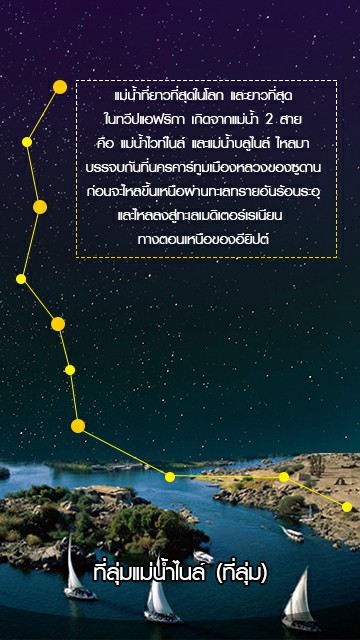 แม่น้ำที่ยาวที่สุดในโลก และยาวที่สุด
ในทวีปแอฟริกา เกิดจากแม่น้ำ 2 สาย
คือ แม่น้ำไวท์ไนล์ และแม่น้ำบลูไนล์ ไหลมา
บรรจบกันที่นครคาร์ทูมเมืองหลวงของซูดาน
ก่อนจะไหลขึ้นเหนือผ่านทะเลทรายอันร้อนระอุ
และไหลลงสู่ทะเลเมดิเตอร์เรเนียน
ทางตอนเหนือของอียิปต์
ที่ลุ่มแม่น้ำไนล์ (ที่ลุ่ม)